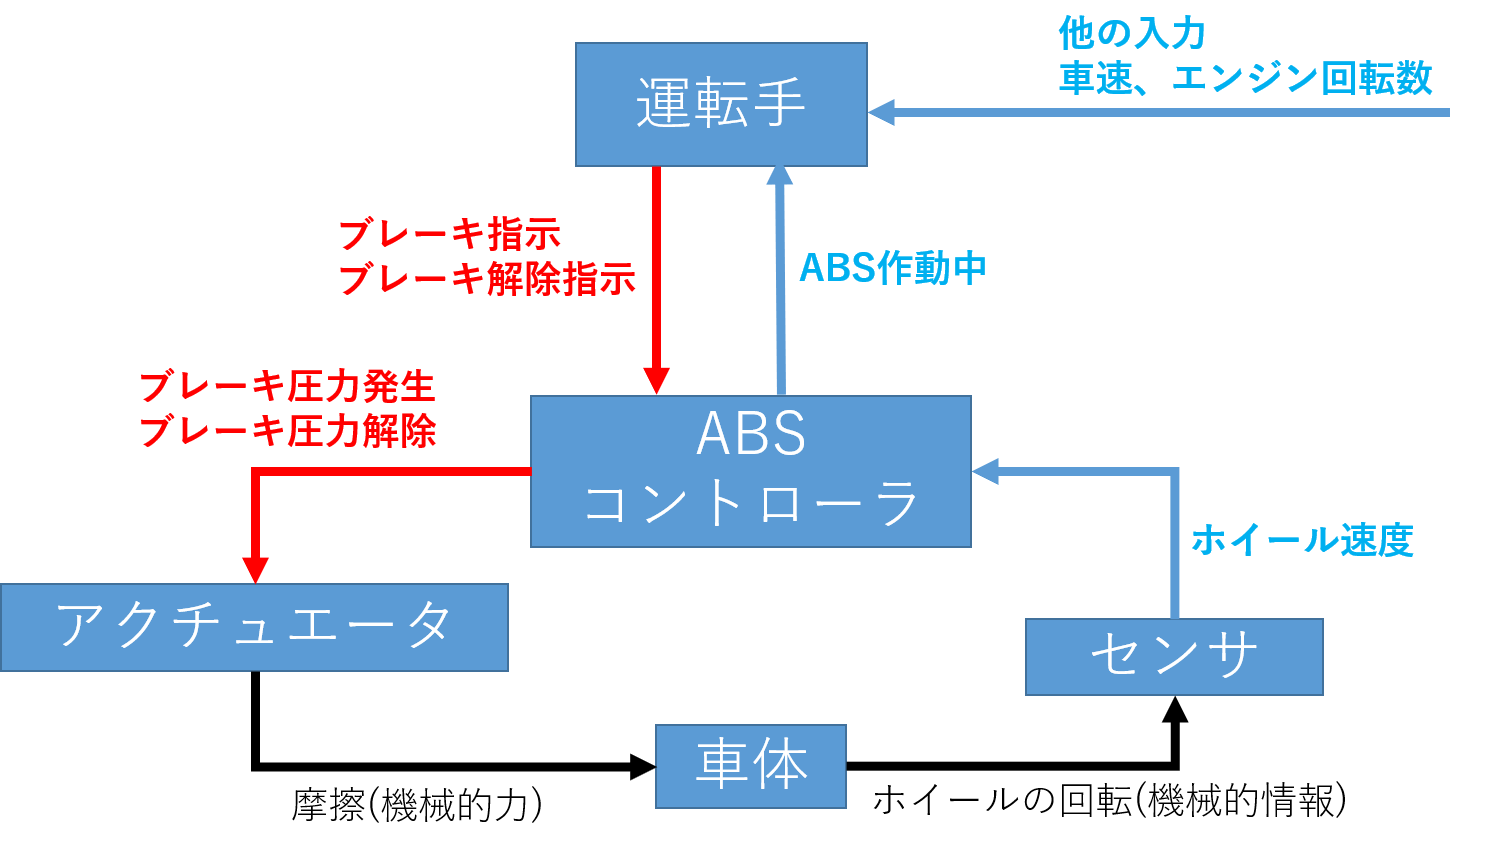 他の入力
車速、エンジン回転数
運転手
ブレーキ指示
ブレーキ解除指示
ABS作動中
ブレーキ圧力発生
ブレーキ圧力解除
ABS
コントローラ
ホイール速度
アクチュエータ
センサ
車体
摩擦(機械的力)
ホイールの回転(機械的情報)